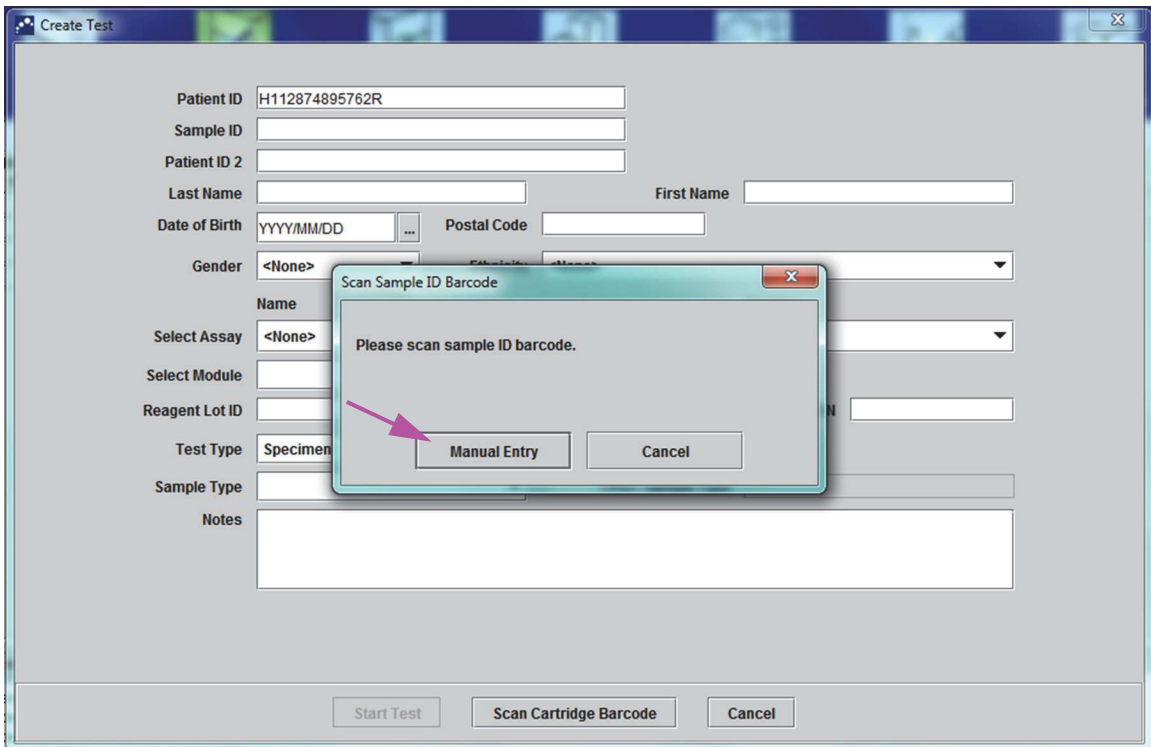 Create Test
Patient ID H112874895762R
Sample ID
Patient ID 2
Last Name First Name
Date of Birth YYYY/MM/DD ... Postal Code
Gender <None>
Scan Sample ID Barcode
Name
Select Assay <None>
Please scan sample ID barcode.
Select Module
Reagent Lot ID
Test Type Specimen
Manual Entry Cancel
Sample Type
Notes
Start Test Scan Cartridge Barcode Cancel